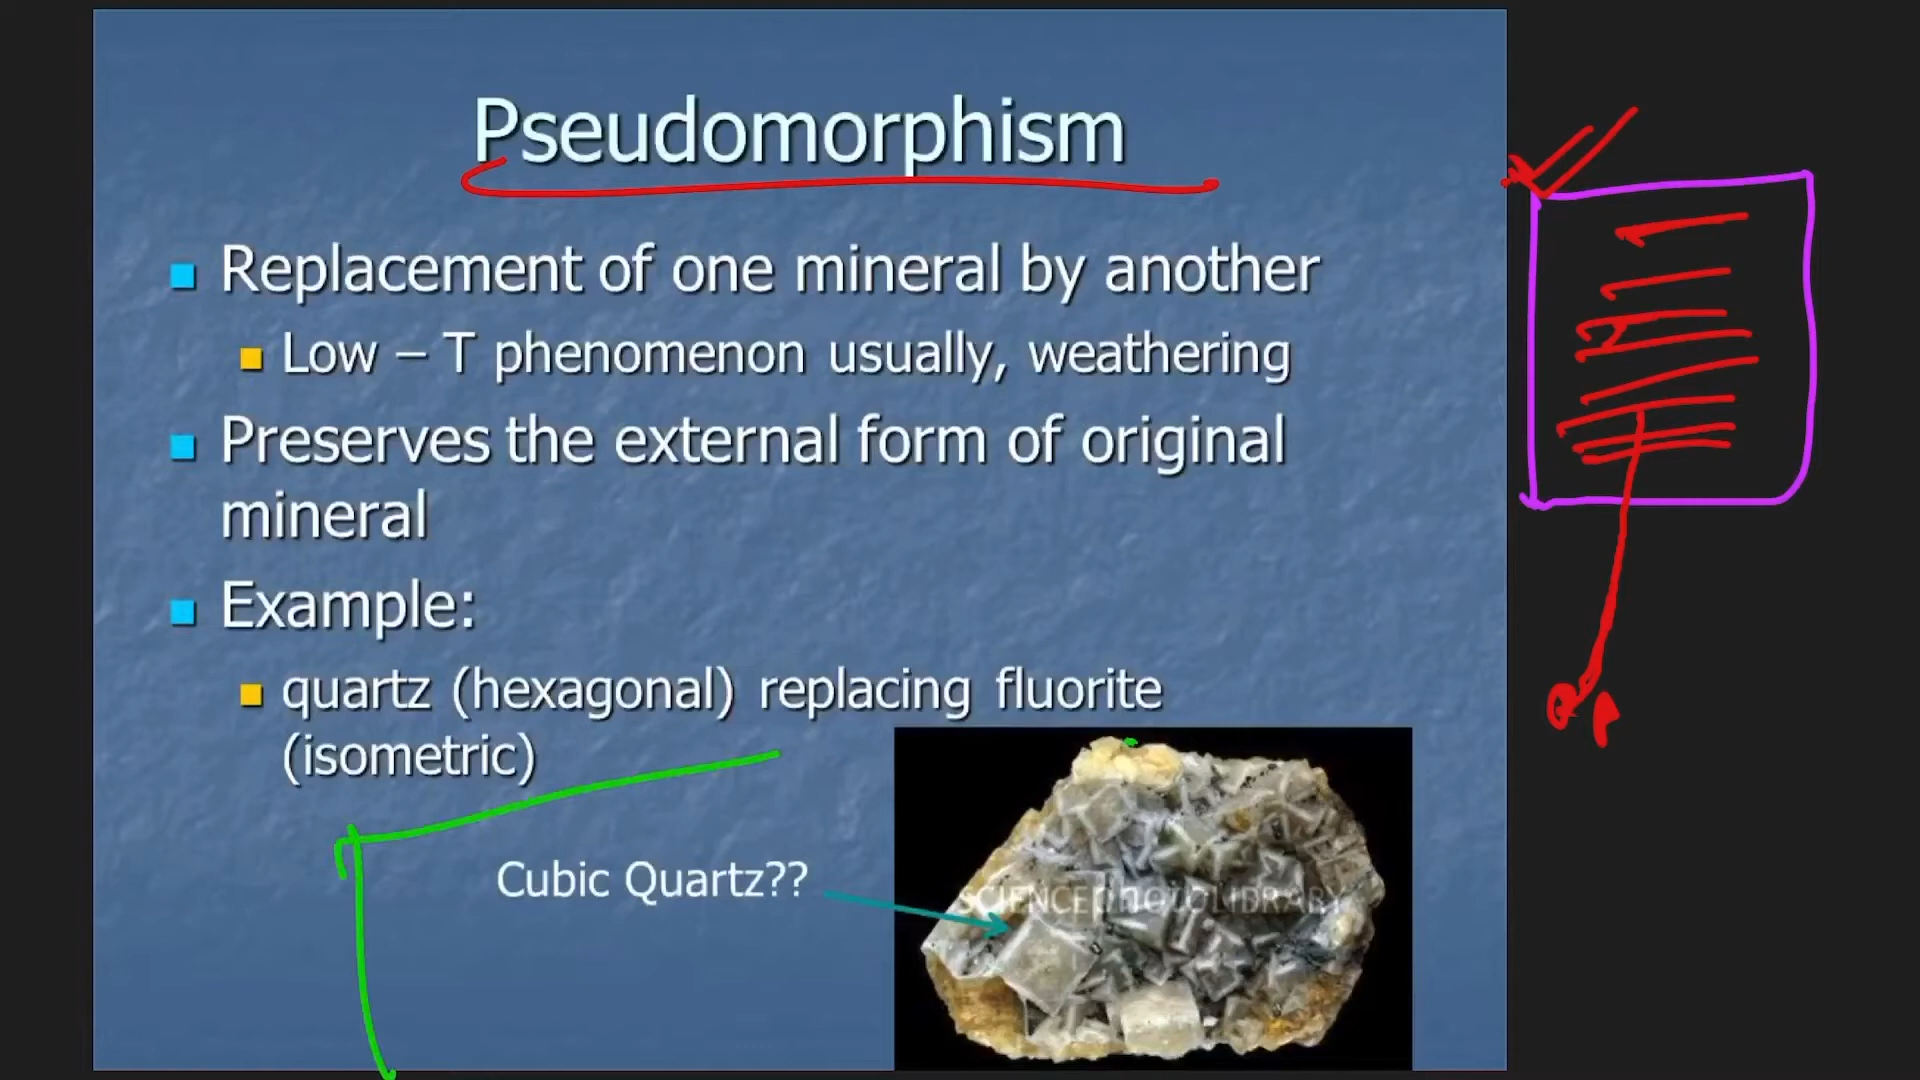 Pseudomorphism
Replacement of one mineral by another
Low – T phenomenon usually, weathering
Preserves the external form of original
mineral
Example:
quartz (hexagonal) replacing fluorite
(isometric)
Cubic Quartz??
SCIENCEPHOTOLIBRARY